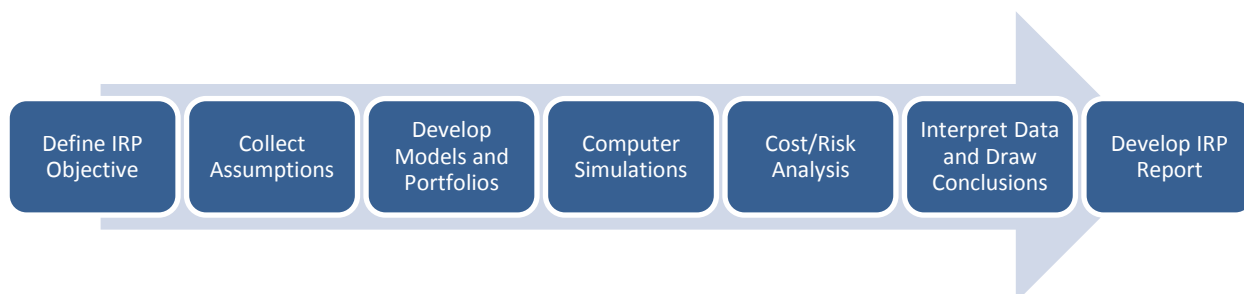 Define IRP
Objective
Collect
Assumptions
Develop
Models and
Portfolios
Computer
Simulations
Cost/Risk
Analysis
Interpret Data
and Draw
Conclusions
Develop IRP
Report